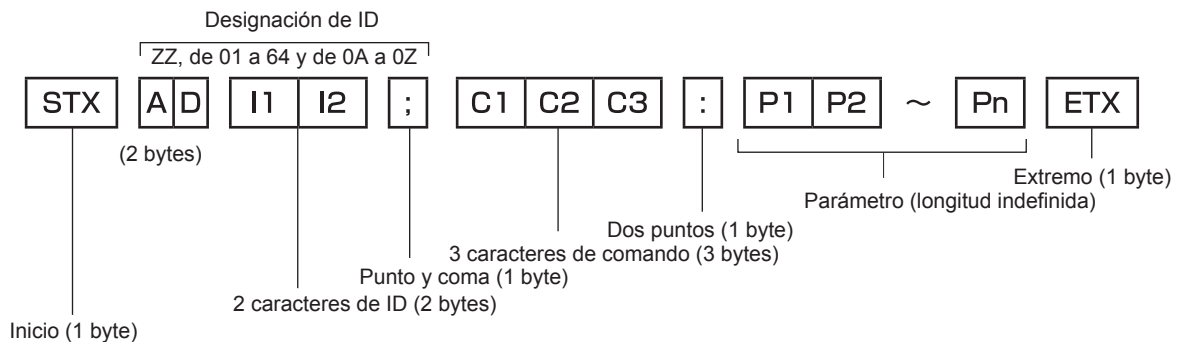 Designación de ID
ZZ, de 01 a 64 y de 0A a 0Z
STX A D I1 I2 ; C1 C2 C3 : P1 P2 ～ Pn ETX
(2 bytes)
Extremo (1 byte)
Parámetro (longitud indefinida)
Dos puntos (1 byte)
3 caracteres de comando (3 bytes)
Punto y coma (1 byte)
2 caracteres de ID (2 bytes)
Inicio (1 byte)